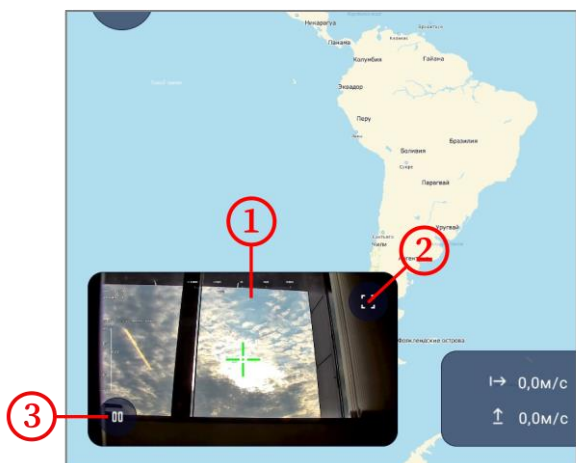 Никарагуа
Панама
Колумбия
Гайана
Эквадор
Перу
Боливия
Бразилия
Парагвай
1
Уругвай
Чили
2
Фолклендские острова
3
0,0м/с
0,0м/с